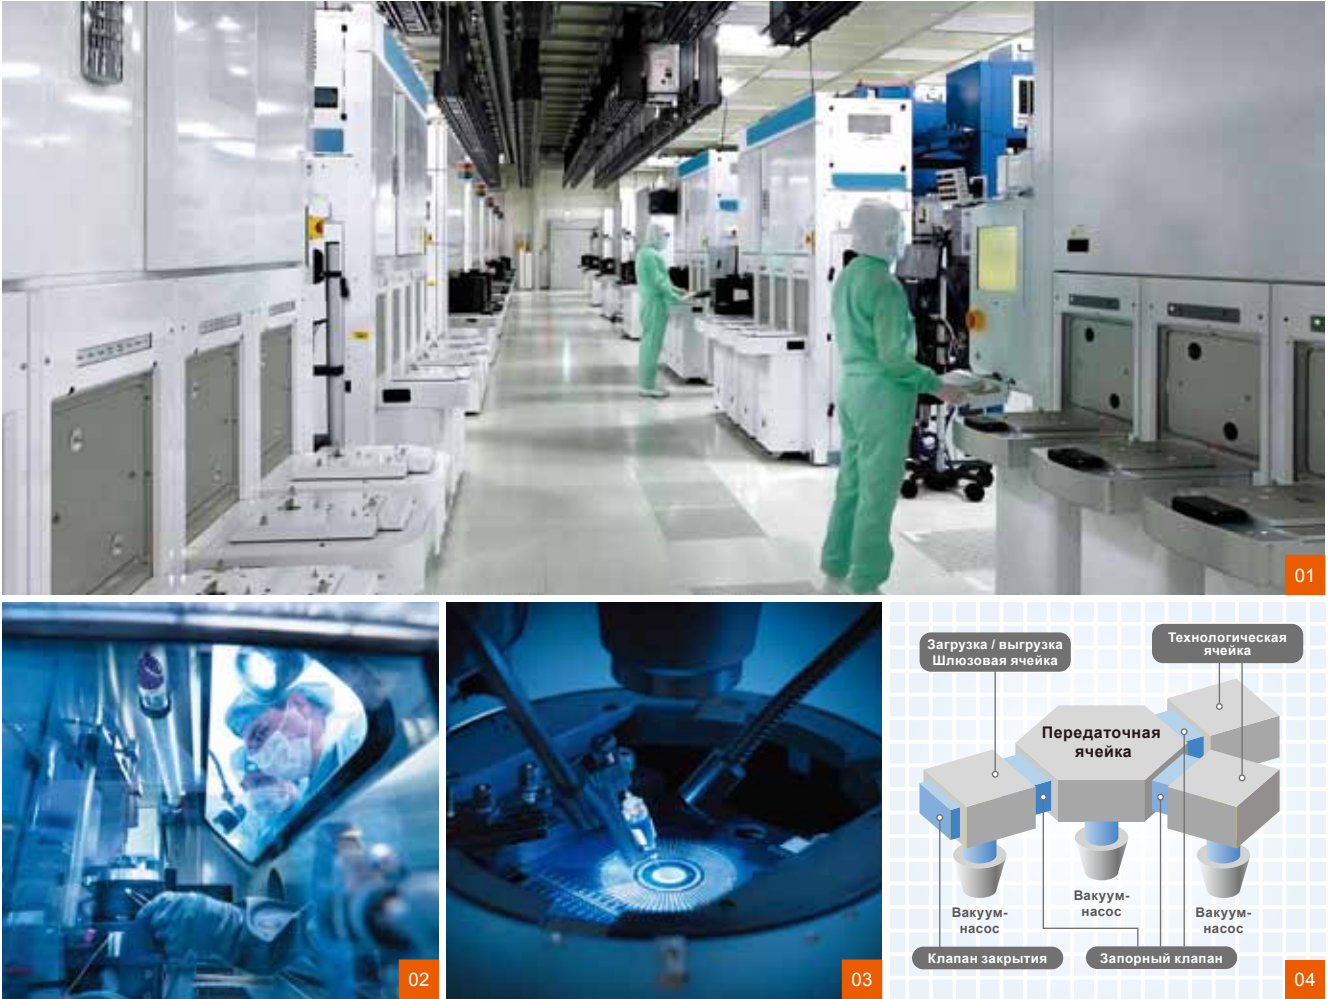 01
02
03
Загрузка / выгрузка
Шлюзовая ячейка
Технологическая
ячейка
Передаточная
ячейка
Вакуум-
насос
Вакуум-
насос
Вакуум-
насос
Клапан закрытия
Запорный клапан
04